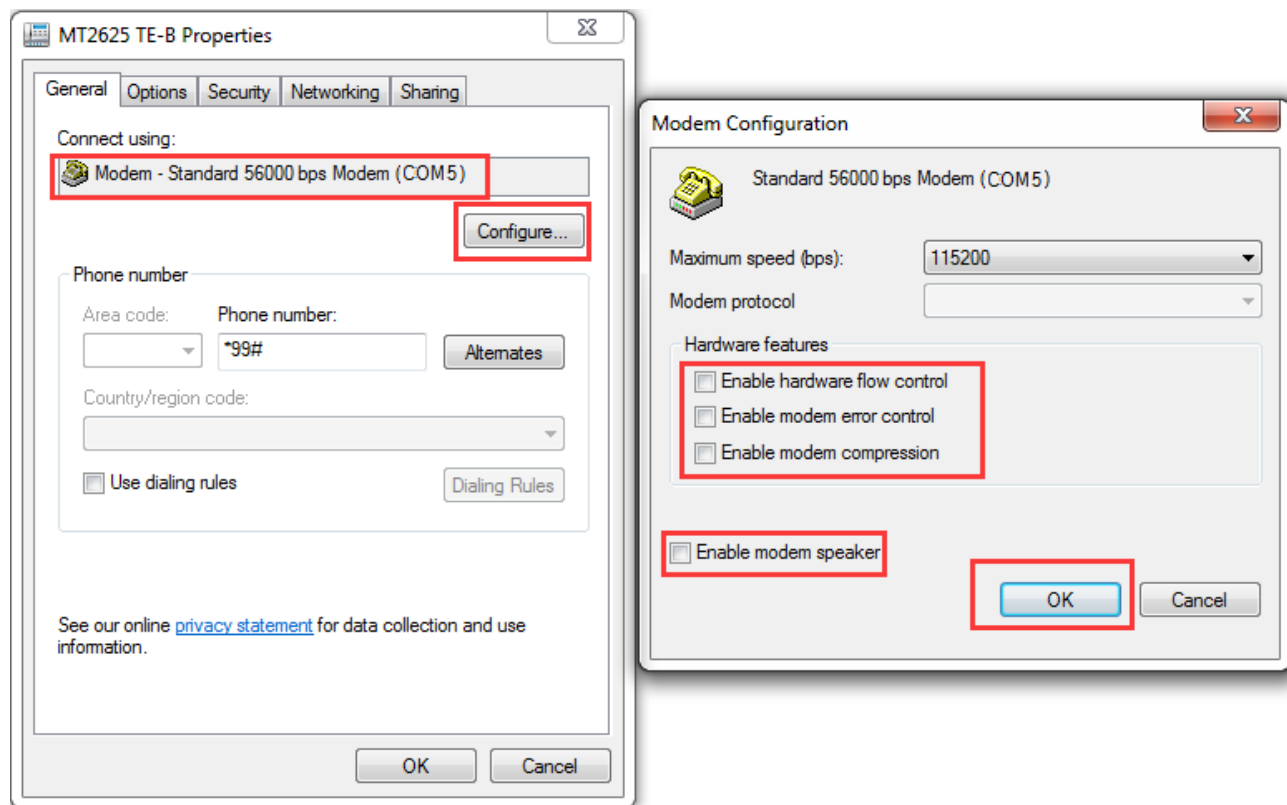 MT2625 TE-B Properties
General Options Security Networking Sharing
Connect using:
Modem - Standard 56000 bps Modem (COM5)
Configure...
Phone number
Area code: Phone number:
*99#
Alternates
Country/region code:
Use dialing rules
Dialing Rules
See our online privacy statement for data collection and use
information.
OK Cancel
Modem Configuration
Standard 56000 bps Modem (COM5)
Maximum speed (bps): 115200
Modem protocol
Hardware features
Enable hardware flow control
Enable modem error control
Enable modem compression
Enable modem speaker
OK Cancel